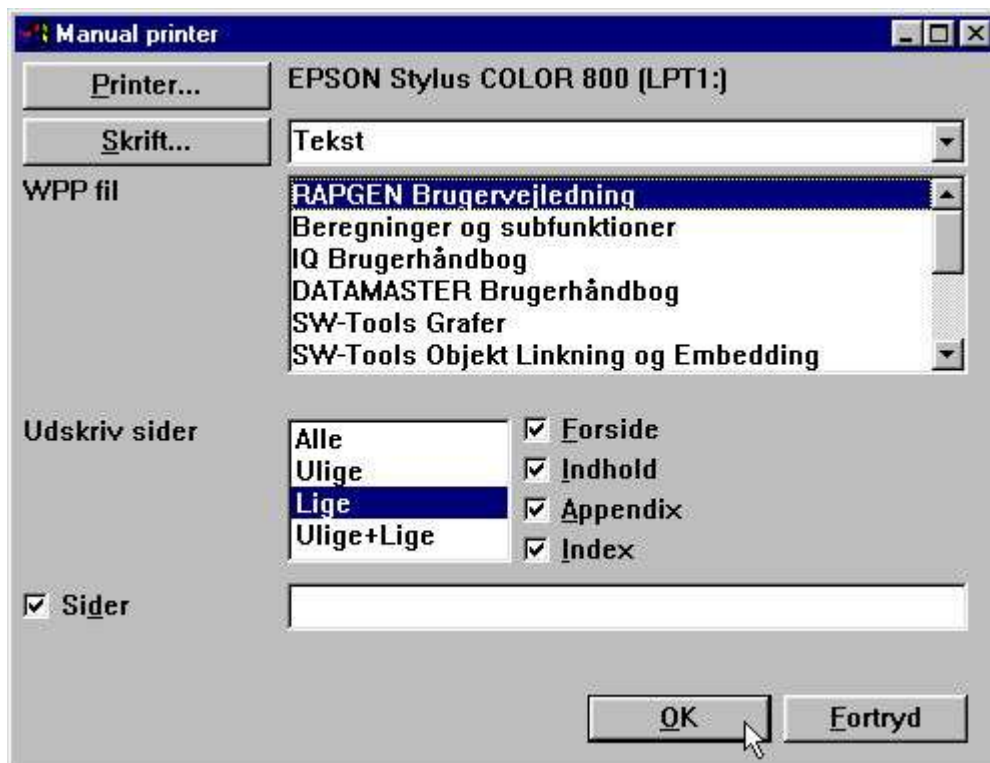 Manual printer
Printer...
EPSON Stylus COLOR 800 (LPT1:)
Skrift...
Tekst
WPP fil
RAPGEN Brugervejledning
Beregninger og subfunktioner
IQ Brugerhåndbog
DATAMASTER Brugerhåndbog
SW-Tools Grafer
SW-Tools Objekt Linkning og Embedding
Udskriv sider
Alle
Ulige
Lige
Ulige+Lige
Forside
Indhold
Appendix
Index
Sider
OK
Fortryd